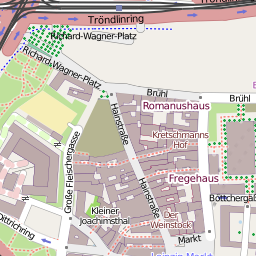 Tröndlinring
Richard-Wagner-Platz
Richard-Wagner-Platz
Brühl
Brühl
Romanushaus
Hainstraße
Kretschmanns
Hof
Große Fleischergasse
Fregehaus
Hainstraße
Kleiner
Joachimsthal
Der
Weinstock
Dittrichring
Markt